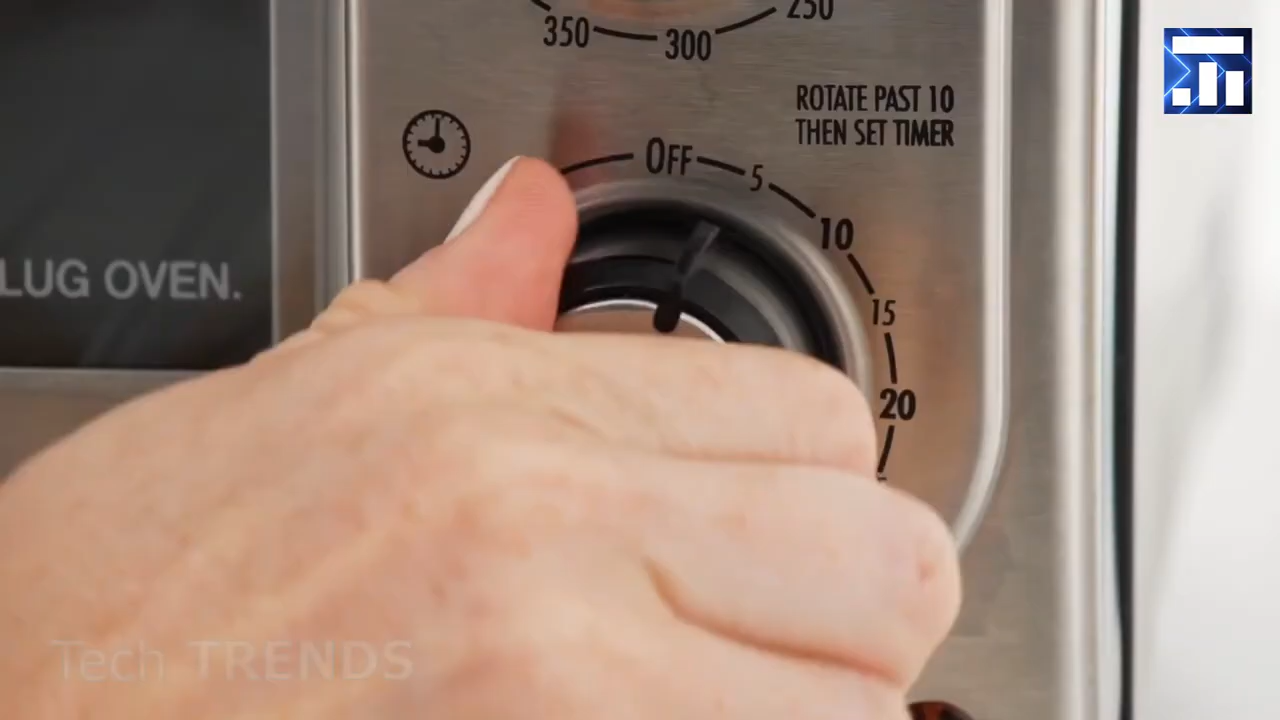 250
350
300
ROTATE PAST 10
THEN SET TIMER
OFF
5
10
15
20
LUG OVEN.
Tech TRENDS